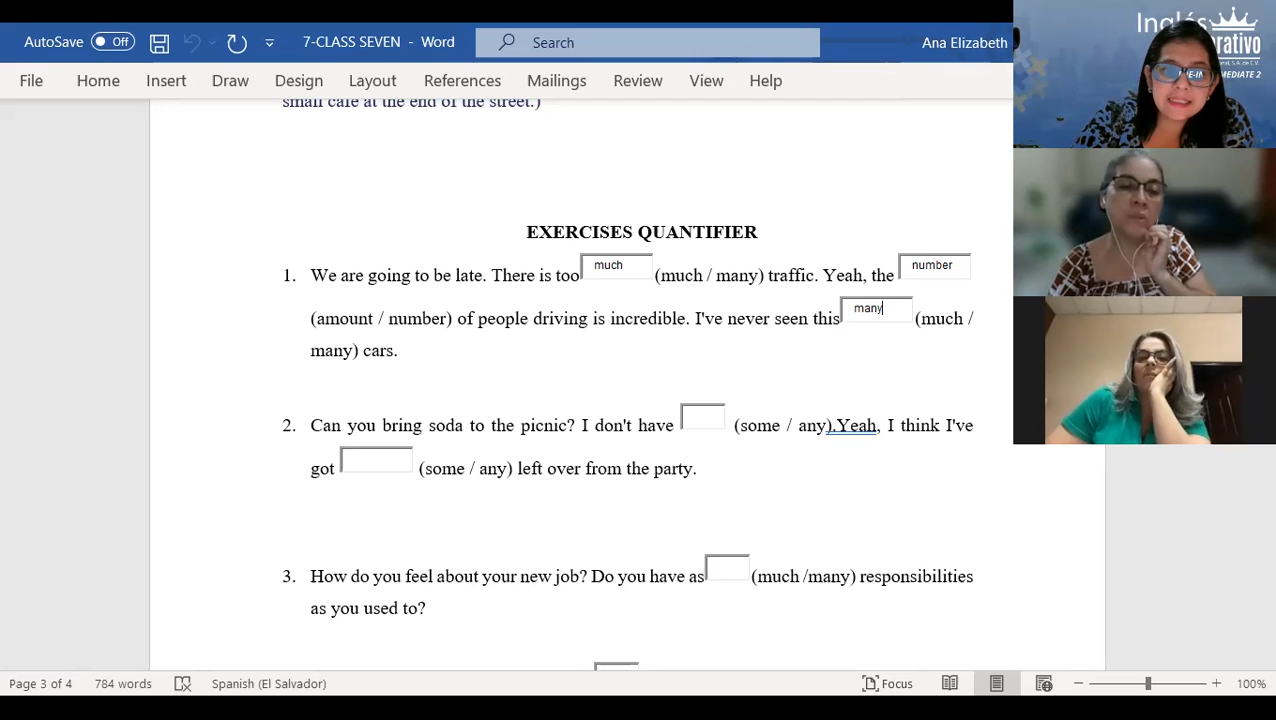 AutoSave Off 7-CLASS SEVEN - Word Search Ana Elizabeth
Inglés
PRE-INTERMEDIATE 2
File Home Insert Draw Design Layout References Mailings Review View Help
small café at the end of the street.)
EXERCISES QUANTIFIER
1. We are going to be late. There is too much (much / many) traffic. Yeah, the number
(amount / number) of people driving is incredible. I've never seen this many (much /
many) cars.
2. Can you bring soda to the picnic? I don't have (some / any).Yeah, I think I've
got (some / any) left over from the party.
3. How do you feel about your new job? Do you have as (much /many) responsibilities
as you used to?
Page 3 of 4 784 words Spanish (El Salvador) Focus 100%